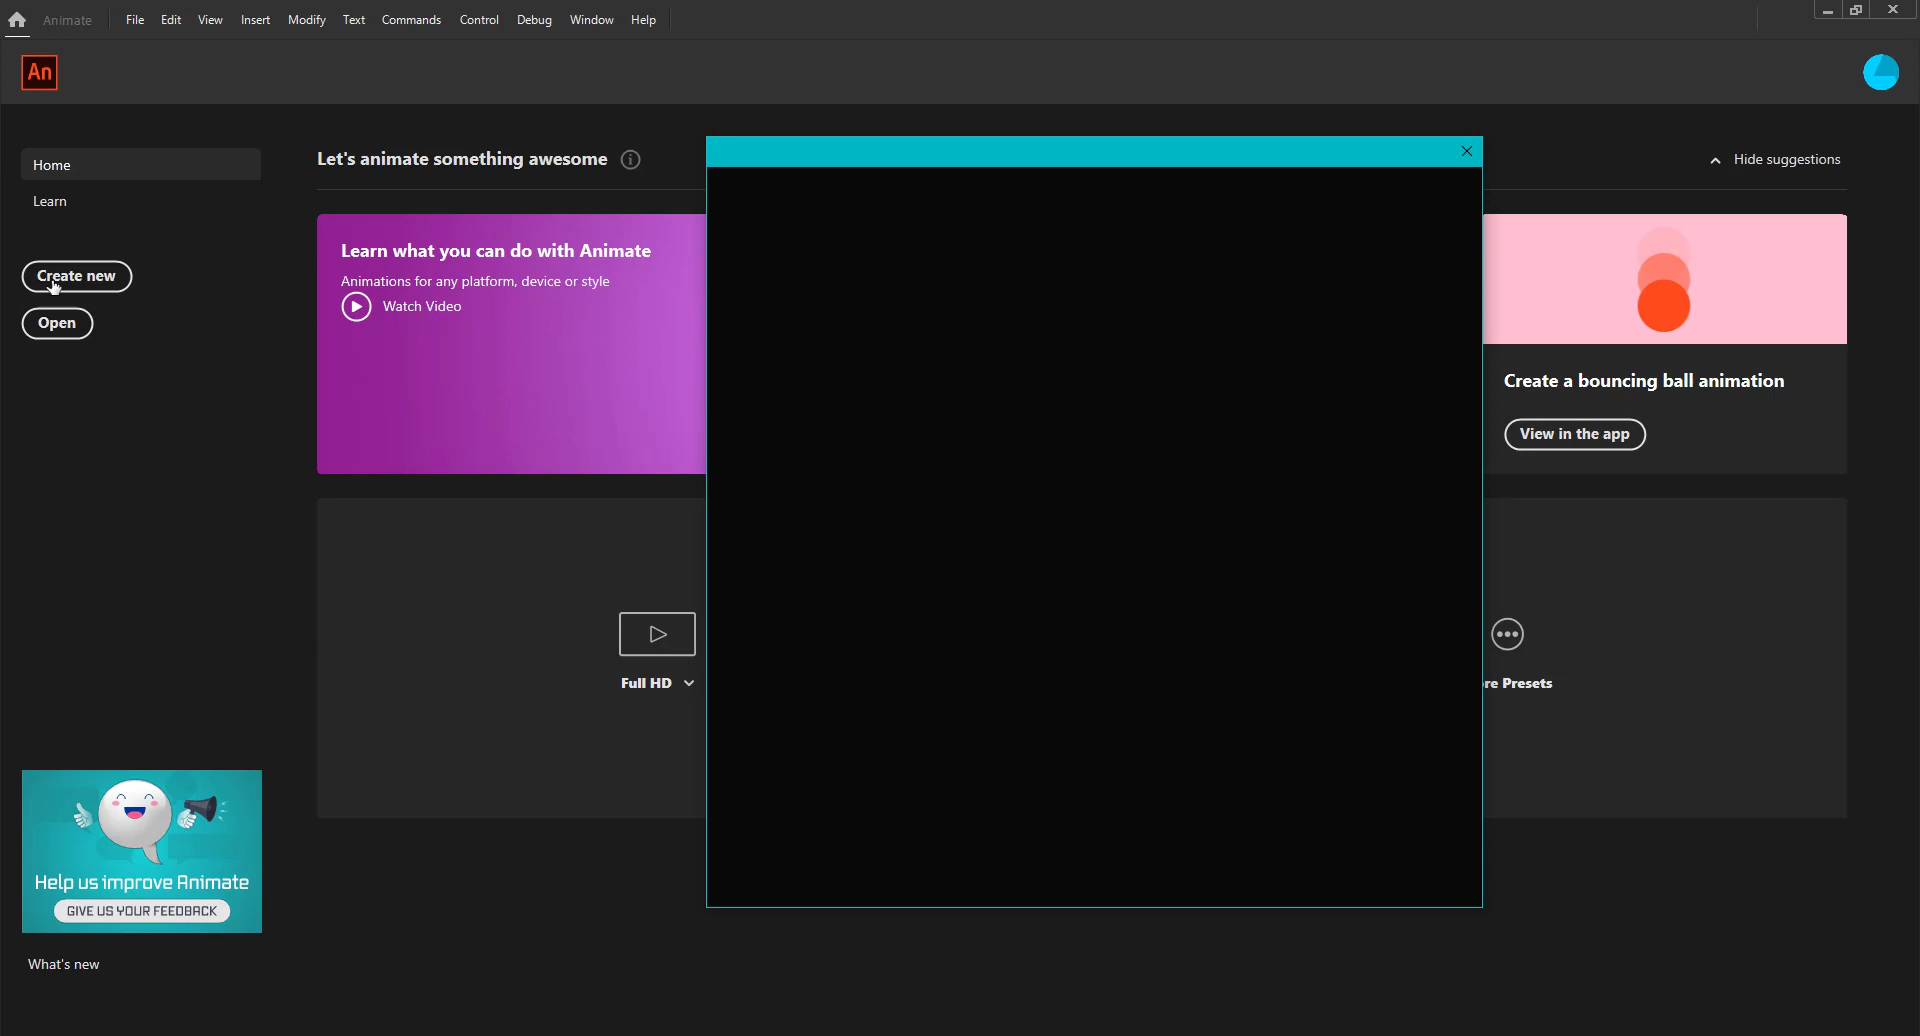 Animate File Edit View Insert Modify Text Commands Control Debug Window Help
An
Home
Learn
Create new
Open
Let's animate something awesome
Hide suggestions
Learn what you can do with Animate
Animations for any platform, device or style
Watch Video
Create a bouncing ball animation
View in the app
Full HD
re Presets
Help us improve Animate
GIVE US YOUR FEEDBACK
What's new